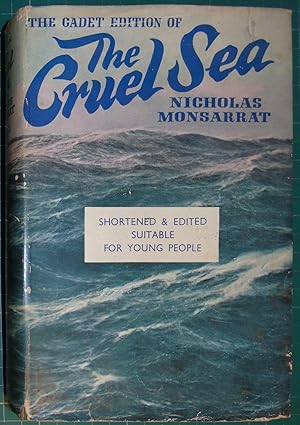 THE CADET EDITION OF
The
Cruel Sea
NICHOLAS
MONSARRAT
SHORTENED & EDITED
SUITABLE
FOR YOUNG PEOPLE